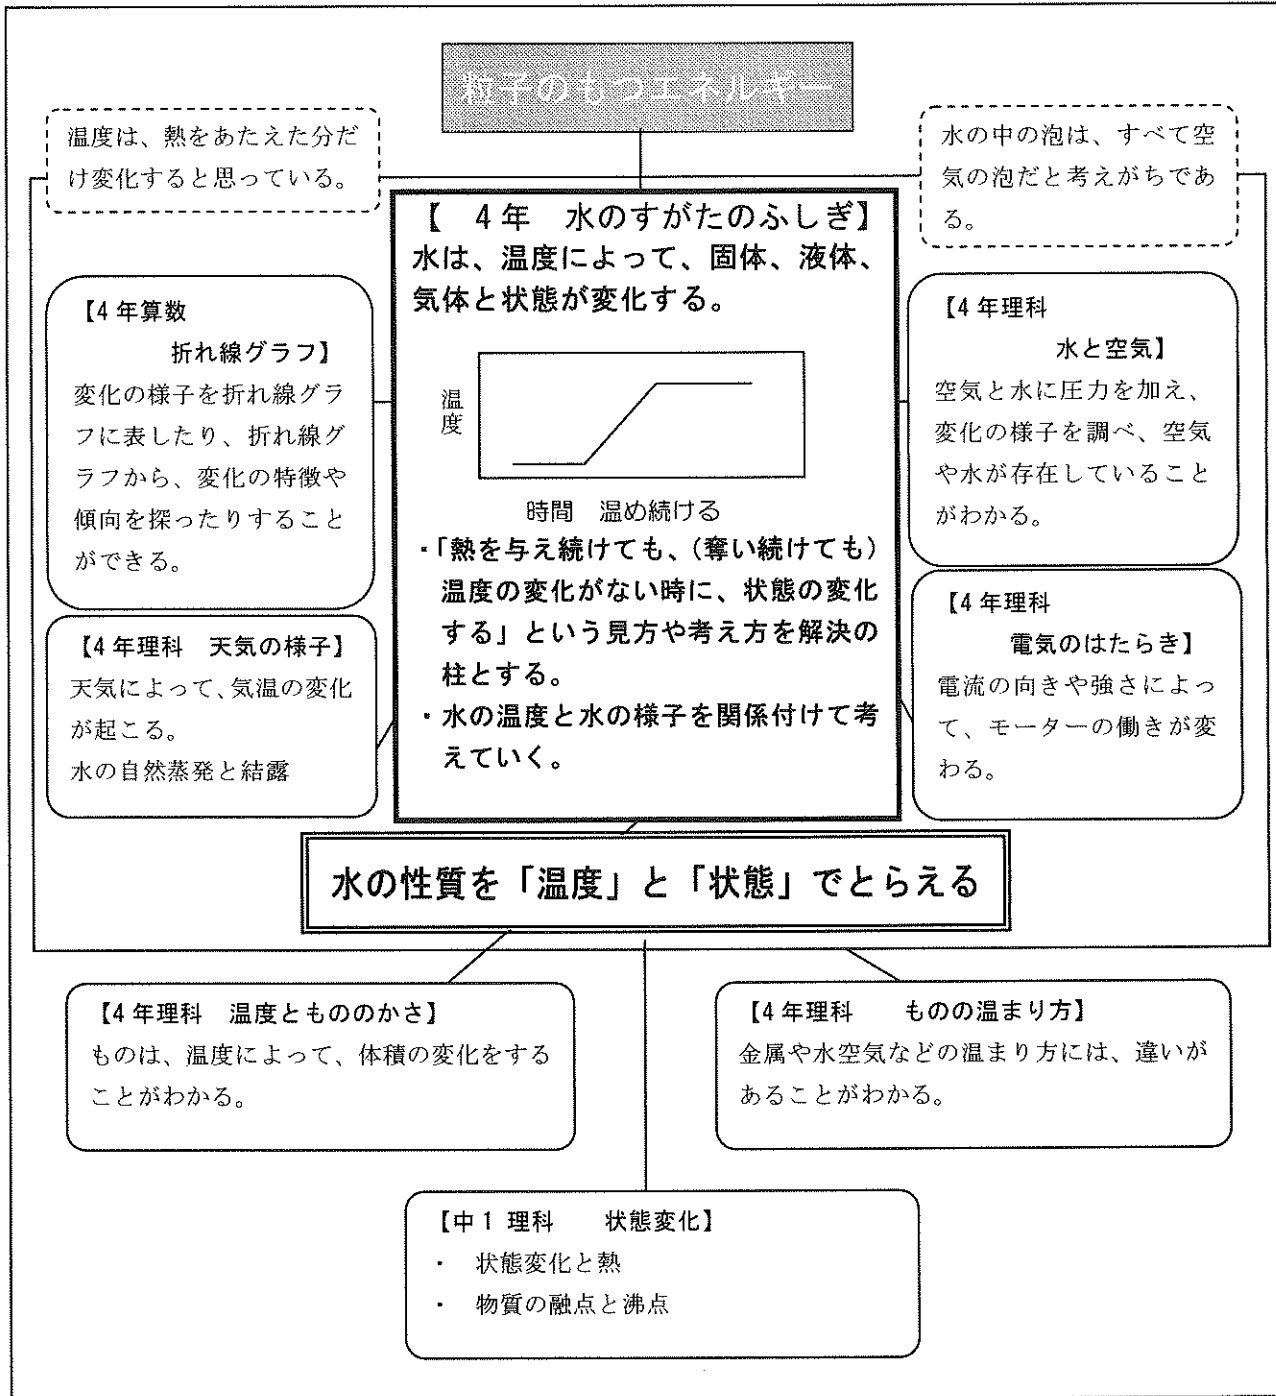 粒子のもつエネルギー
温度は、熱をあたえた分だ
け変化すると思っている。
水の中の泡は、すべて空
気の泡だと考えがちであ
る。
【　4年　水のすがたのふしぎ】
水は、温度によって、固体、液体、
気体と状態が変化する。
温度
時間　温め続ける
・「熱を与え続けても、(奪い続けても)
温度の変化がない時に、状態の変化
する」という見方や考え方を解決の
柱とする。
・水の温度と水の様子を関係付けて考
えていく。
【4年算数
折れ線グラフ】
変化の様子を折れ線グラ
フに表したり、折れ線グ
ラフから、変化の特徴や
傾向を探ったりすること
ができる。
【4年理科　天気の様子】
天気によって、気温の変化
が起こる。
水の自然蒸発と結露
【4年理科
水と空気】
空気と水に圧力を加え、
変化の様子を調べ、空気
や水が存在していること
がわかる。
【4年理科
電気のはたらき】
電流の向きや強さによっ
て、モーターの働きが変
わる。
水の性質を「温度」と「状態」でとらえる
【4年理科　温度ともののかさ】
ものは、温度によって、体積の変化をする
ことがわかる。
【4年理科　　ものの温まり方】
金属や水空気などの温まり方には、違いが
あることがわかる。
【中1 理科　　状態変化】
・　状態変化と熱
・　物質の融点と沸点